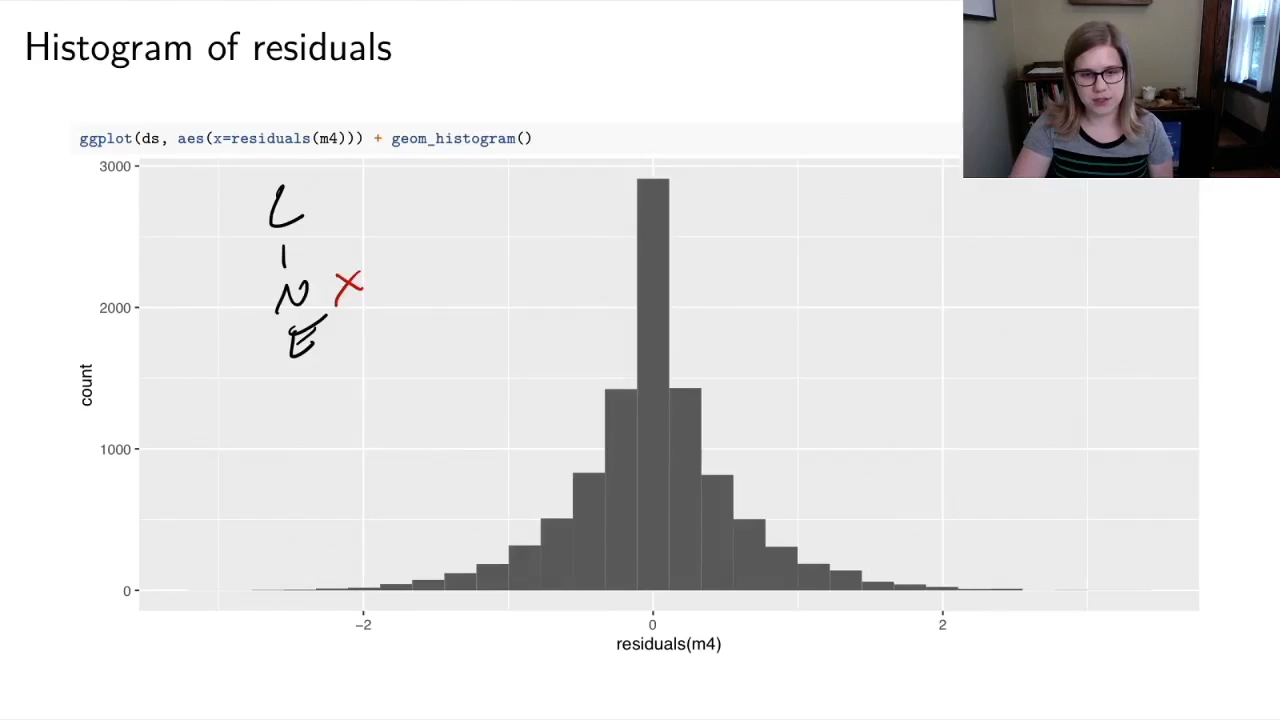 Histogram of residuals
ggplot(ds, aes(x=residuals(m4))) + geom_histogram()
3000
2000
1000
0
count
L
I
N X
E
-2 0 2
residuals(m4)